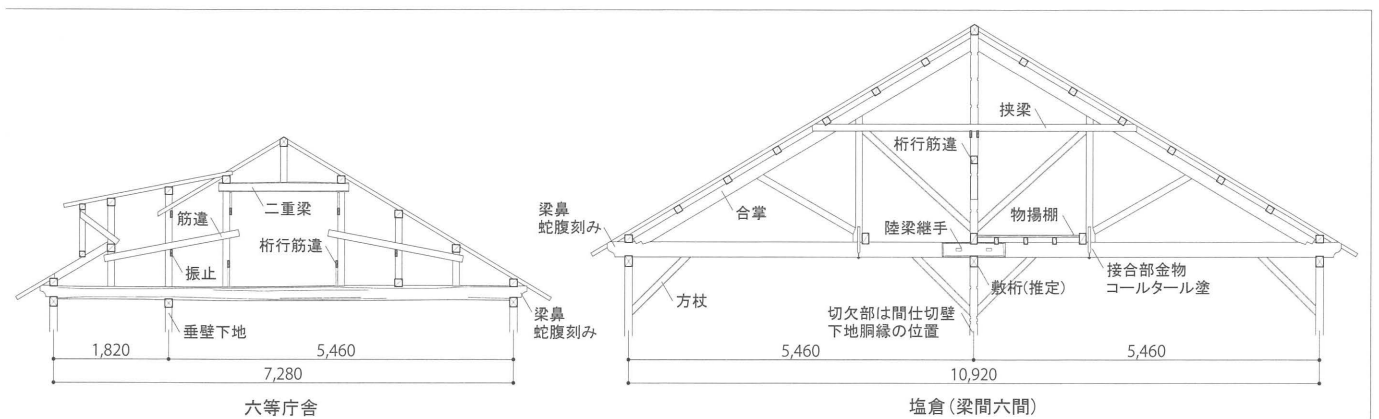 二重梁
筋違
桁行筋違
振止
垂壁下地
梁鼻
蛇腹刻み
1,820
5,460
7,280
六等庁舎
挟梁
桁行筋違
合掌
梁鼻
蛇腹刻み
陸梁継手
物揚棚
接合部金物
コールタール塗
方杖
敷桁(推定)
切欠部は間仕切壁
下地胴縁の位置
5,460
5,460
10,920
塩倉(梁間六間)